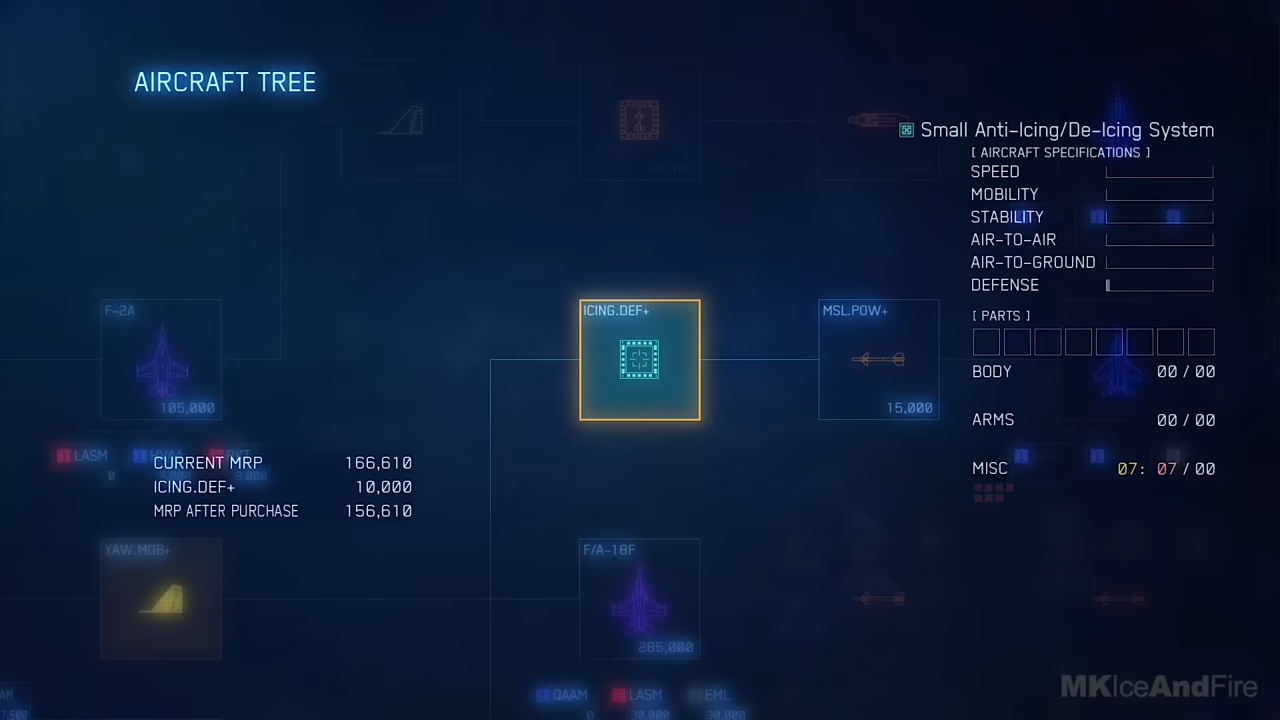 AIRCRAFT TREE
Small Anti-Icing/De-Icing System
[ AIRCRAFT SPECIFICATIONS ]
SPEED
MOBILITY
STABILITY
AIR-TO-AIR
AIR-TO-GROUND
DEFENSE
[ PARTS ]
BODY 00 / 00
ARMS 00 / 00
MISC 07: 07 / 00
F-2A
105,000
ICING.DEF+
MSL.POW+
15,000
LASM
0
CURRENT MRP 166,610
ICING.DEF+ 10,000
MRP AFTER PURCHASE 156,610
YAW.MOB+
F/A-18F
285,000
QAAM LASM EML
0 30,000 30,000
MKIceAndFire